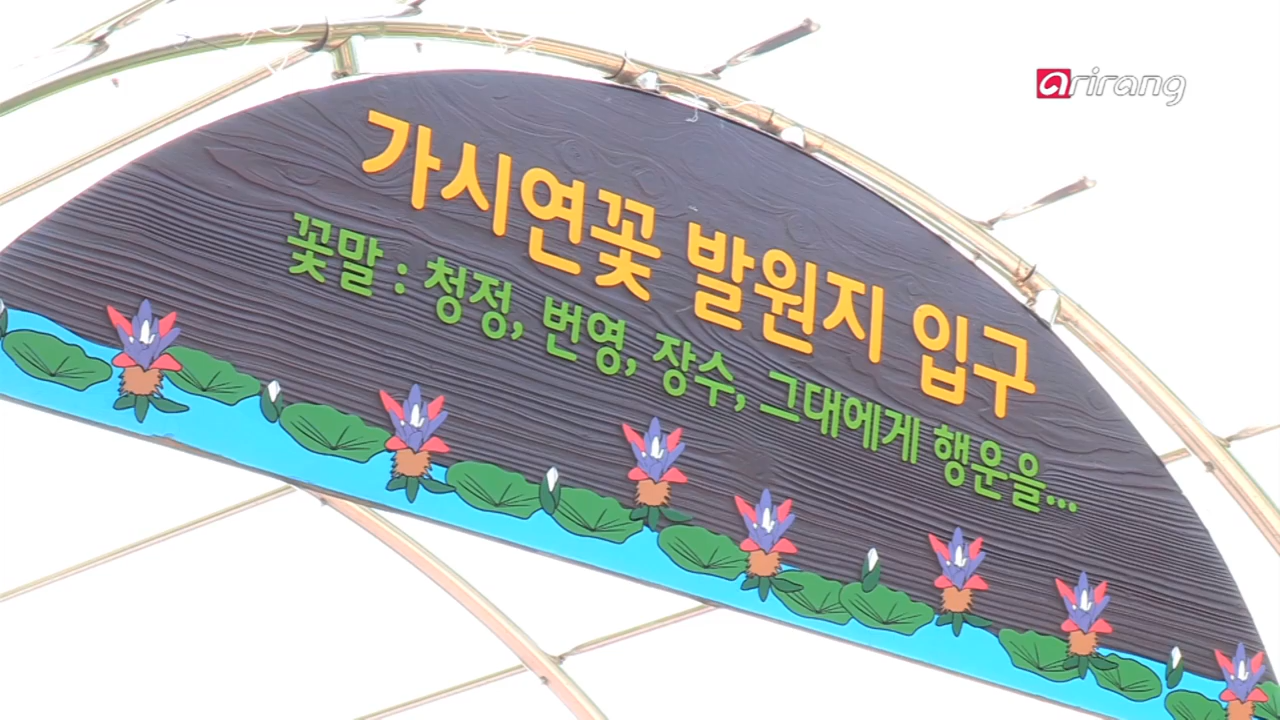 arirang
가시연꽃 발원지 입구
꽃말 : 청정, 번영, 장수, 그대에게 행운을...